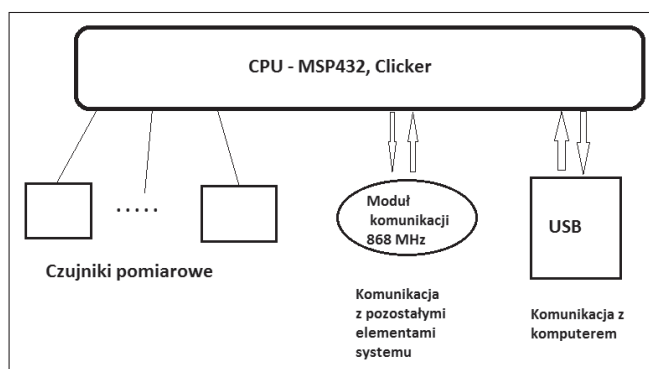 CPU - MSP432, Clicker
.....
Czujniki pomiarowe
Moduł
komunikacji
868 MHz
Komunikacja
z pozostałymi
elementami
systemu
USB
Komunikacja z
komputerem